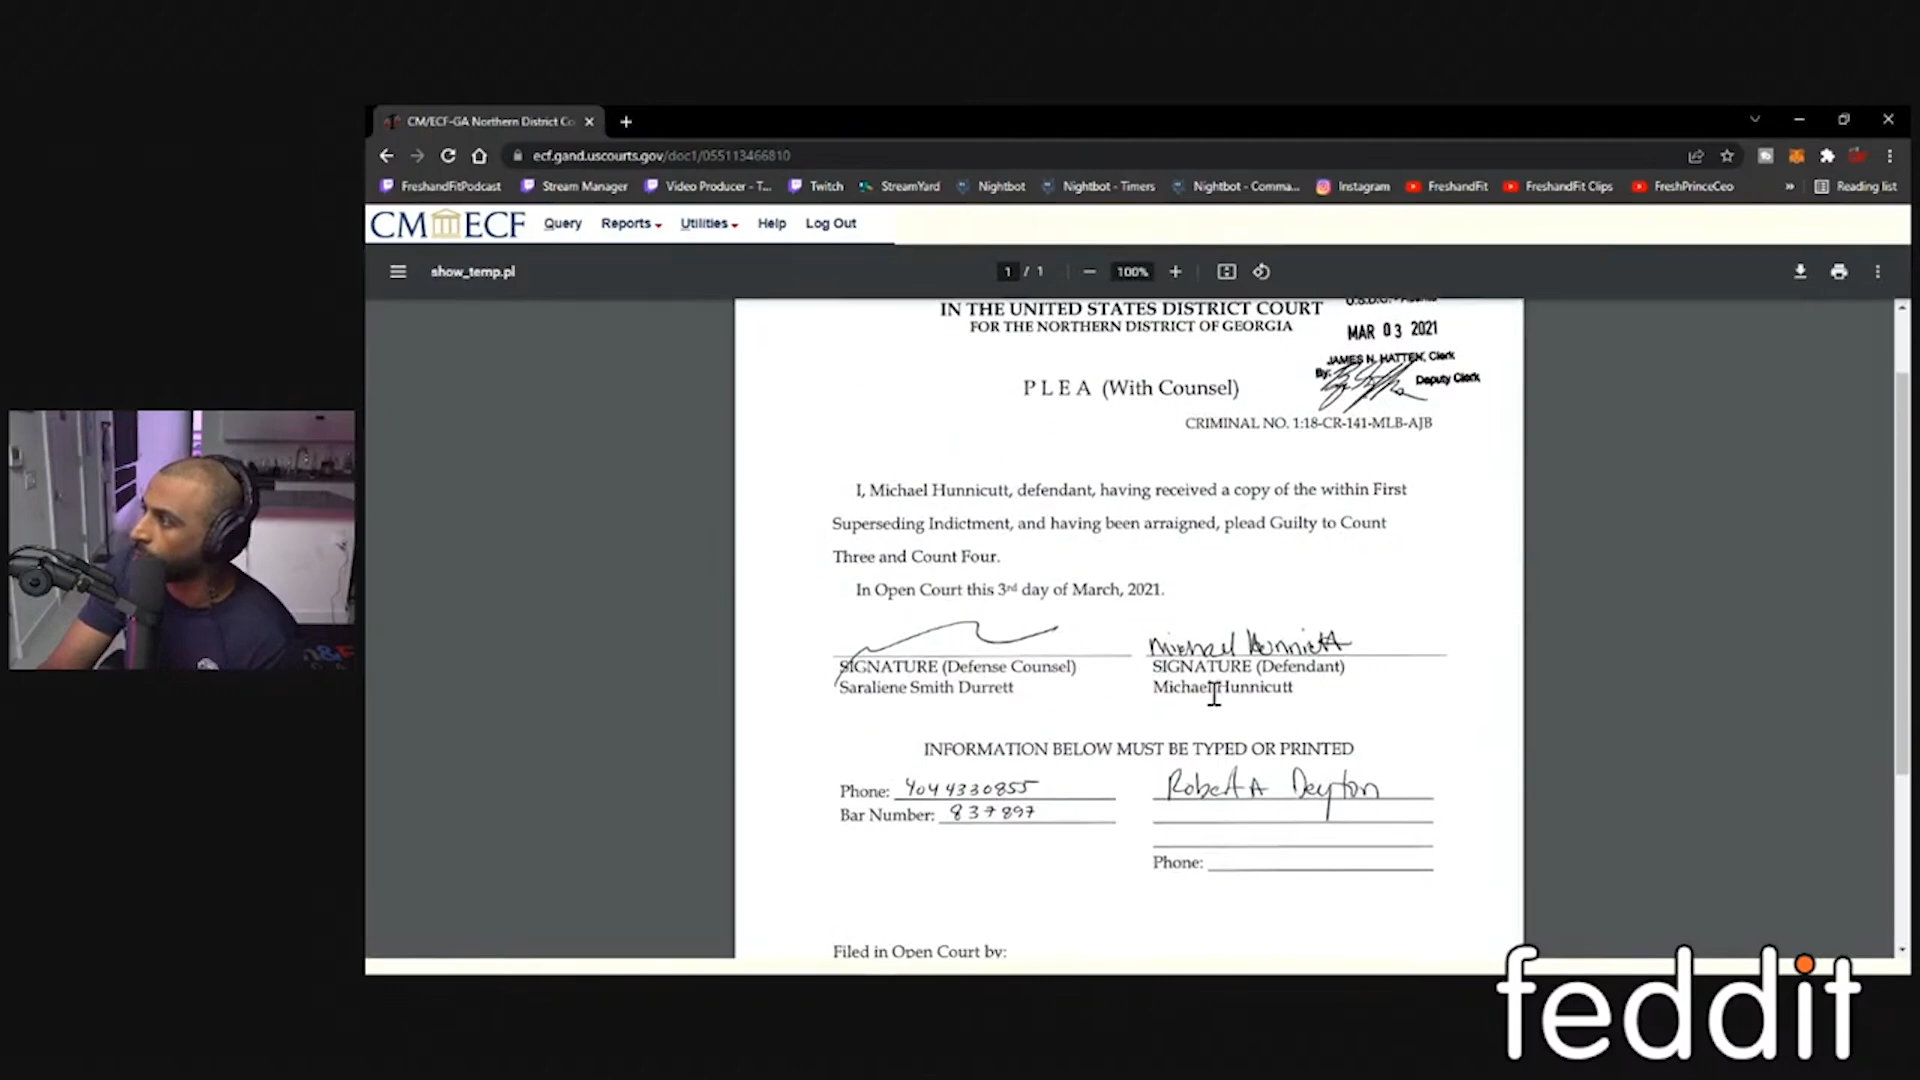 CM/ECF-GA Northern District Co
ecf.gand.uscourts.gov/doc1/055113466810
FreshandFitPodcast Stream Manager Video Producer - T... Twitch StreamYard Nightbot Nightbot - Timers Nightbot - Comma... Instagram FreshandFit FreshandFit Clips FreshPrinceCeo » Reading list
CM ECF Query Reports Utilities Help Log Out
show_temp.pl 1 / 1 100%
IN THE UNITED STATES DISTRICT COURT
FOR THE NORTHERN DISTRICT OF GEORGIA
MAR 03 2021
JAMES N. HATTEN, Clerk
By: Deputy Clerk
P L E A (With Counsel)
CRIMINAL NO. 1:18-CR-141-MLB-AJB
I, Michael Hunnicutt, defendant, having received a copy of the within First
Superseding Indictment, and having been arraigned, plead Guilty to Count
Three and Count Four.
In Open Court this 3rd day of March, 2021.
Michael Hunnicutt
SIGNATURE (Defense Counsel) SIGNATURE (Defendant)
Saraliene Smith Durrett Michael Hunnicutt
INFORMATION BELOW MUST BE TYPED OR PRINTED
Phone: 4044330855 Robert A Deyton
Bar Number: 837897
Phone:
Filed in Open Court by:
feddit